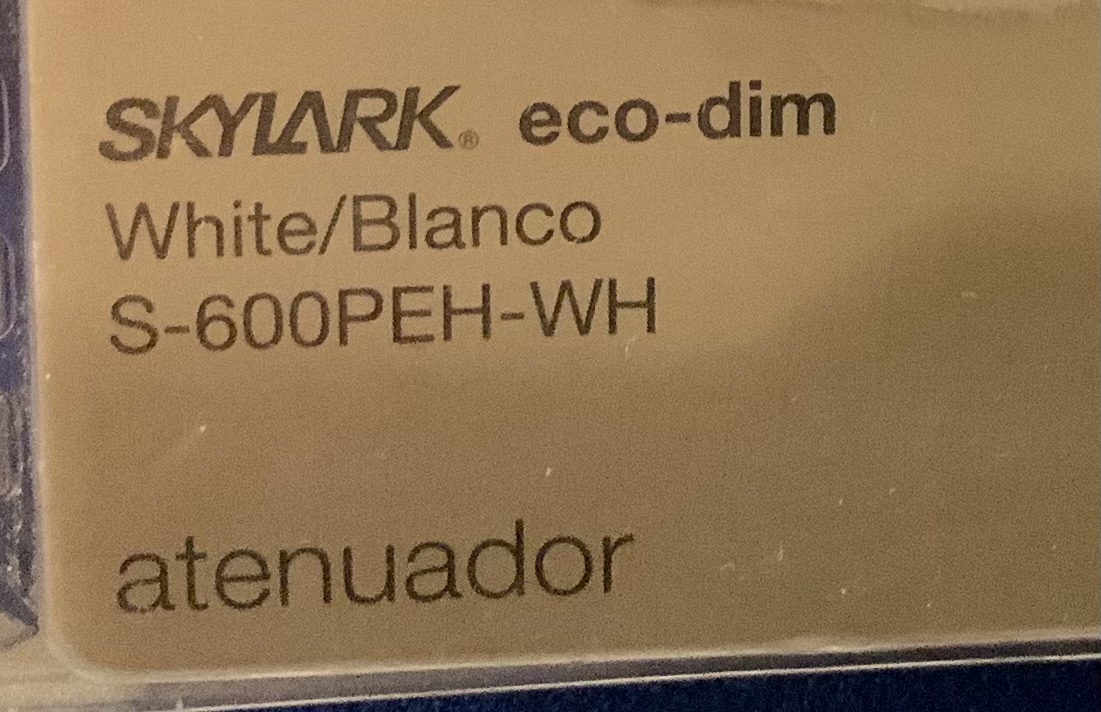 SKYLARK® eco-dim
White/Blanco
S-600PEH-WH
atenuador